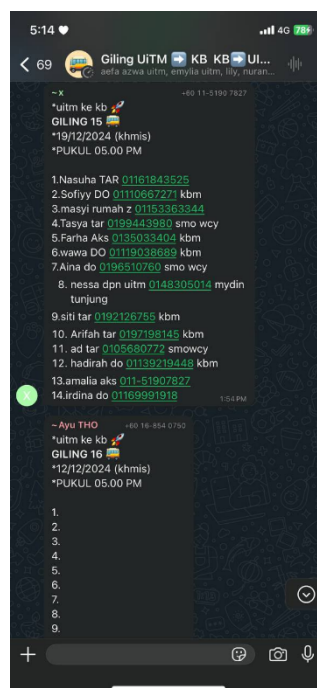 5:14
4G 78
69
Giling UiTM ➡️ KB KB➡️UI...
aefa azwa uitm, emylia uitm, lily, nuran...
~x +60 11-5190 7827
*uitm ke kb 🚀
GILING 15 🚌
*19/12/2024 (khmis)
*PUKUL 05.00 PM
1.Nasuha TAR 01161843525
2.Sofiyy DO 01110667271 kbm
3.masyi rumah z 01153363344
4.Tasya tar 0199443980 smo wcy
5.Farha Aks 0135033404 kbm
6.wawa DO 01119038689 kbm
7.Aina do 0196510760 smo wcy
8. nessa dpn uitm 0148305014 mydin
tunjung
9.siti tar 0192126755 kbm
10. Arifah tar 0197198145 kbm
11. ad tar 0105680772 smowcy
12. hadirah do 01139219448 kbm
13.amalia aks 011-51907827
14.irdina do 01169991918
1:54 PM
X
~Ayu THO +60 16-854 0750
*uitm ke kb 🚀
GILING 16 🚌
*12/12/2024 (khmis)
*PUKUL 05.00 PM
1.
2.
3.
4.
5.
6.
7.
8.
9.